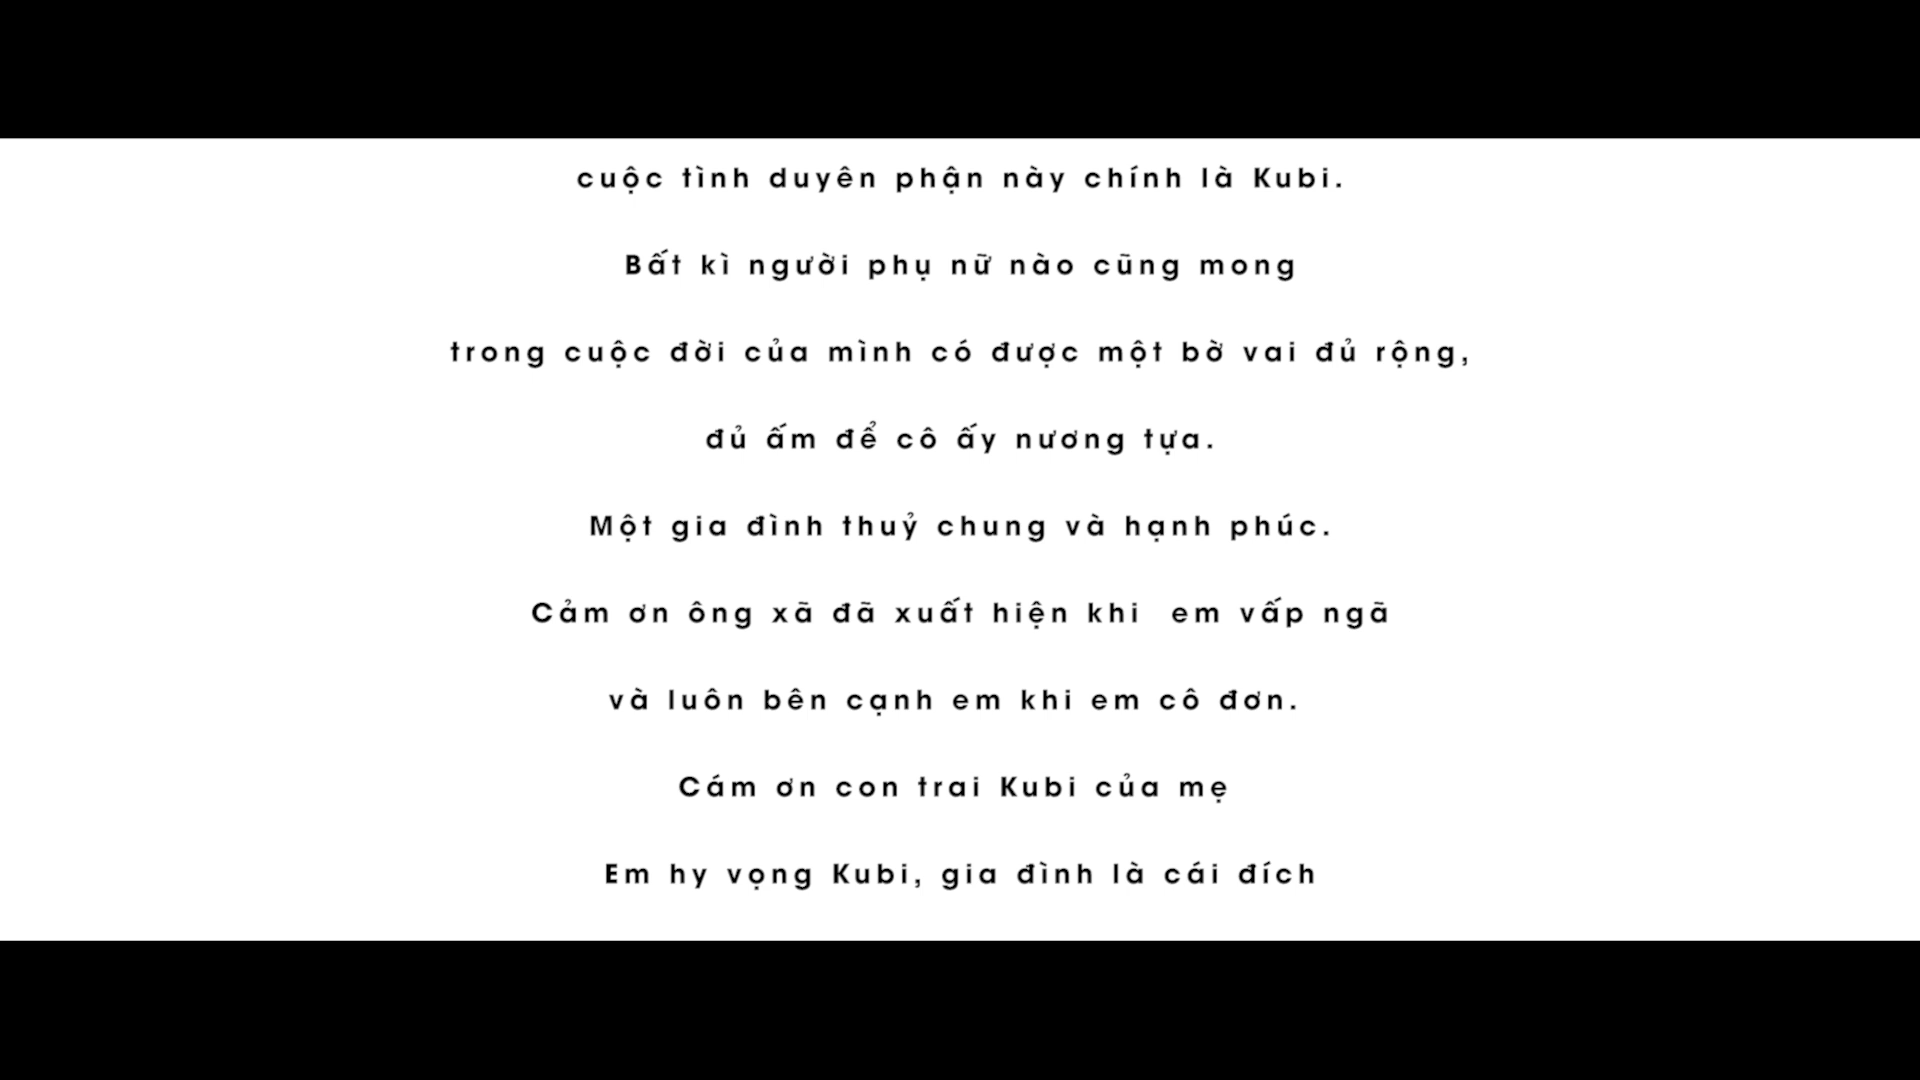 cuộc tình duyên phận này chính là Kubi.
Bất kì người phụ nữ nào cũng mong
trong cuộc đời của mình có được một bờ vai đủ rộng,
đủ ấm để cô ấy nương tựa.
Một gia đình thuỷ chung và hạnh phúc.
Cảm ơn ông xã đã xuất hiện khi  em vấp ngã
và luôn bên cạnh em khi em cô đơn.
Cám ơn con trai Kubi của mẹ
Em hy vọng Kubi, gia đình là cái đích